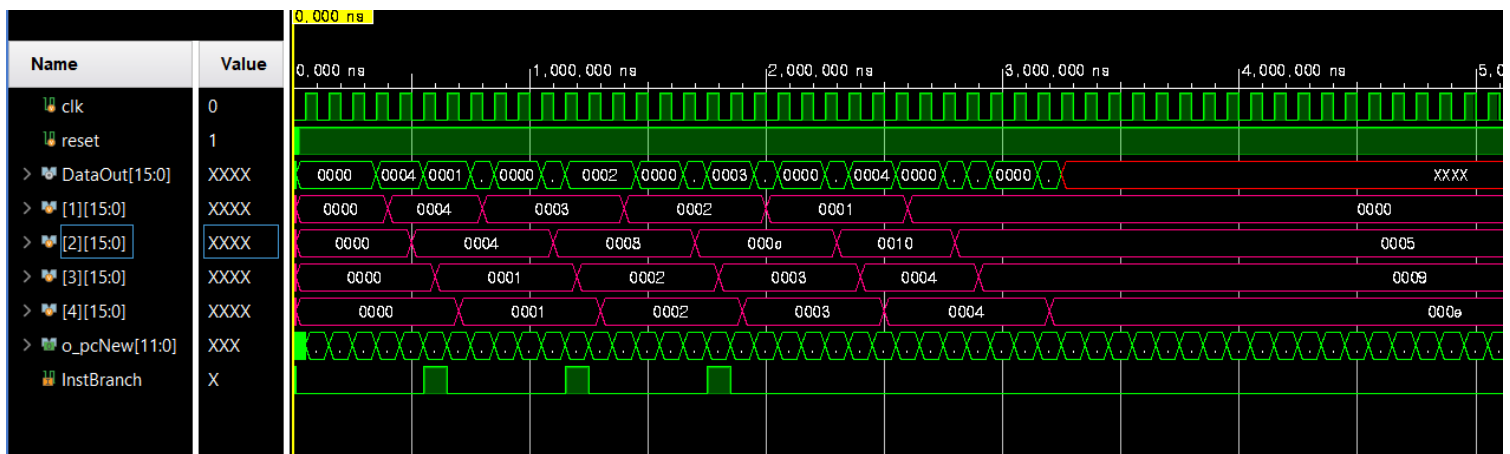 0,000 ns
Name Value
0,000 ns 1,000,000 ns 2,000,000 ns 3,000,000 ns 4,000,000 ns 5,0
clk 0
reset 1
DataOut[15:0] XXXX 0000 0004 0001 . 0000 . 0002 0000 . 0003 . 0000 . 0004 0000 . . 0000 . XXXX
[1][15:0] XXXX 0000 0004 0003 0002 0001 0000
[2][15:0] XXXX 0000 0004 0008 000a 0010 0005
[3][15:0] XXXX 0000 0001 0002 0003 0004 0009
[4][15:0] XXXX 0000 0001 0002 0003 0004 000e
o_pcNew[11:0] XXX
InstBranch X